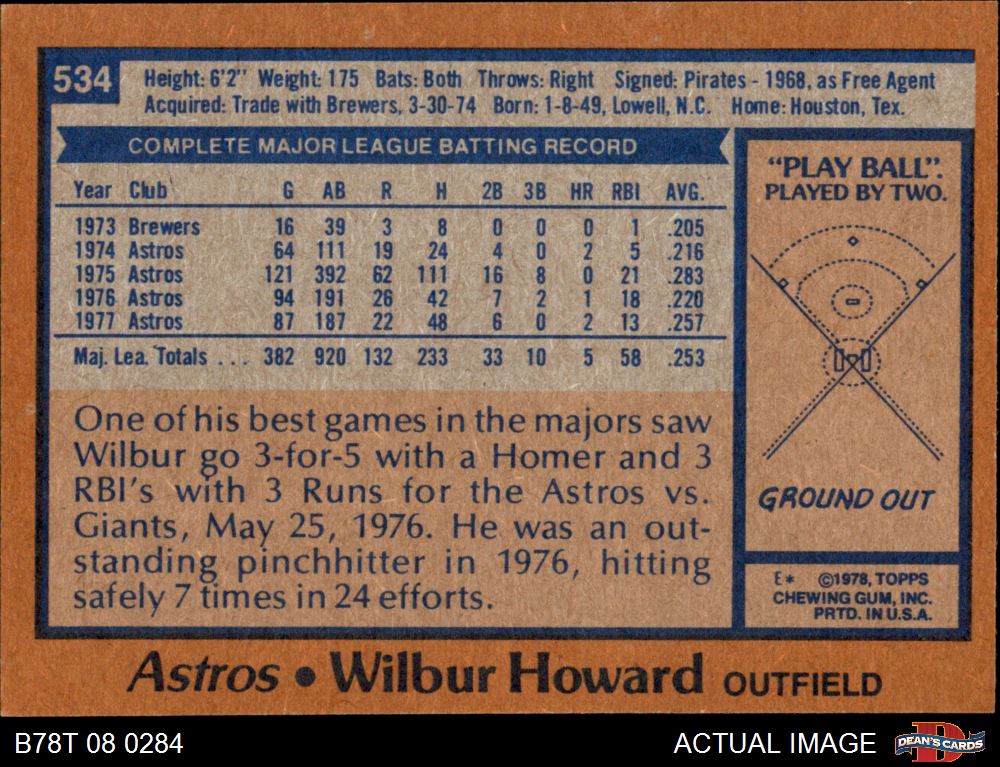 534
Height: 6'2" Weight: 175 Bats: Both Throws: Right Signed: Pirates - 1968, as Free Agent
Acquired: Trade with Brewers, 3-30-74 Born: 1-8-49, Lowell, N.C. Home: Houston, Tex.
COMPLETE MAJOR LEAGUE BATTING RECORD
Year Club G AB R H 2B 3B HR RBI AVG.
1973 Brewers 16 39 3 8 0 0 0 1 .205
1974 Astros 64 111 19 24 4 0 2 5 .216
1975 Astros 121 392 62 111 16 8 0 21 .283
1976 Astros 94 191 26 42 7 2 1 18 .220
1977 Astros 87 187 22 48 6 0 2 13 .257
Maj. Lea. Totals . . . 382 920 132 233 33 10 5 58 .253
One of his best games in the majors saw
Wilbur go 3-for-5 with a Homer and 3
RBI's with 3 Runs for the Astros vs.
Giants, May 25, 1976. He was an out-
standing pinchhitter in 1976, hitting
safely 7 times in 24 efforts.
"PLAY BALL".
PLAYED BY TWO.
GROUND OUT
E* ©1978, TOPPS
CHEWING GUM, INC.
PRTD. IN U.S.A.
Astros • Wilbur Howard OUTFIELD
B78T 08 0284 ACTUAL IMAGE
D
DEAN'S CARDS